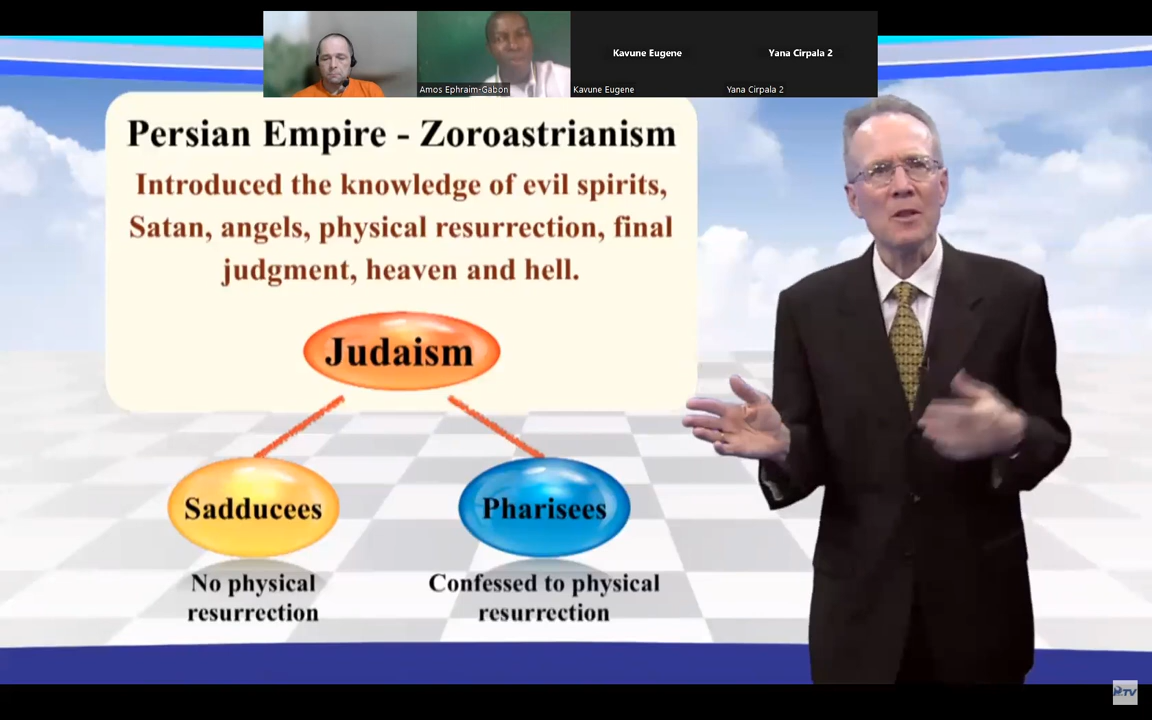 Kavune Eugene
Yana Cirpala 2
Amos Ephraim-Gabon
Kavune Eugene
Yana Cirpala 2
Persian Empire - Zoroastrianism
Introduced the knowledge of evil spirits,
Satan, angels, physical resurrection, final
judgment, heaven and hell.
Judaism
Sadducees
Pharisees
No physical
resurrection
Confessed to physical
resurrection
TV